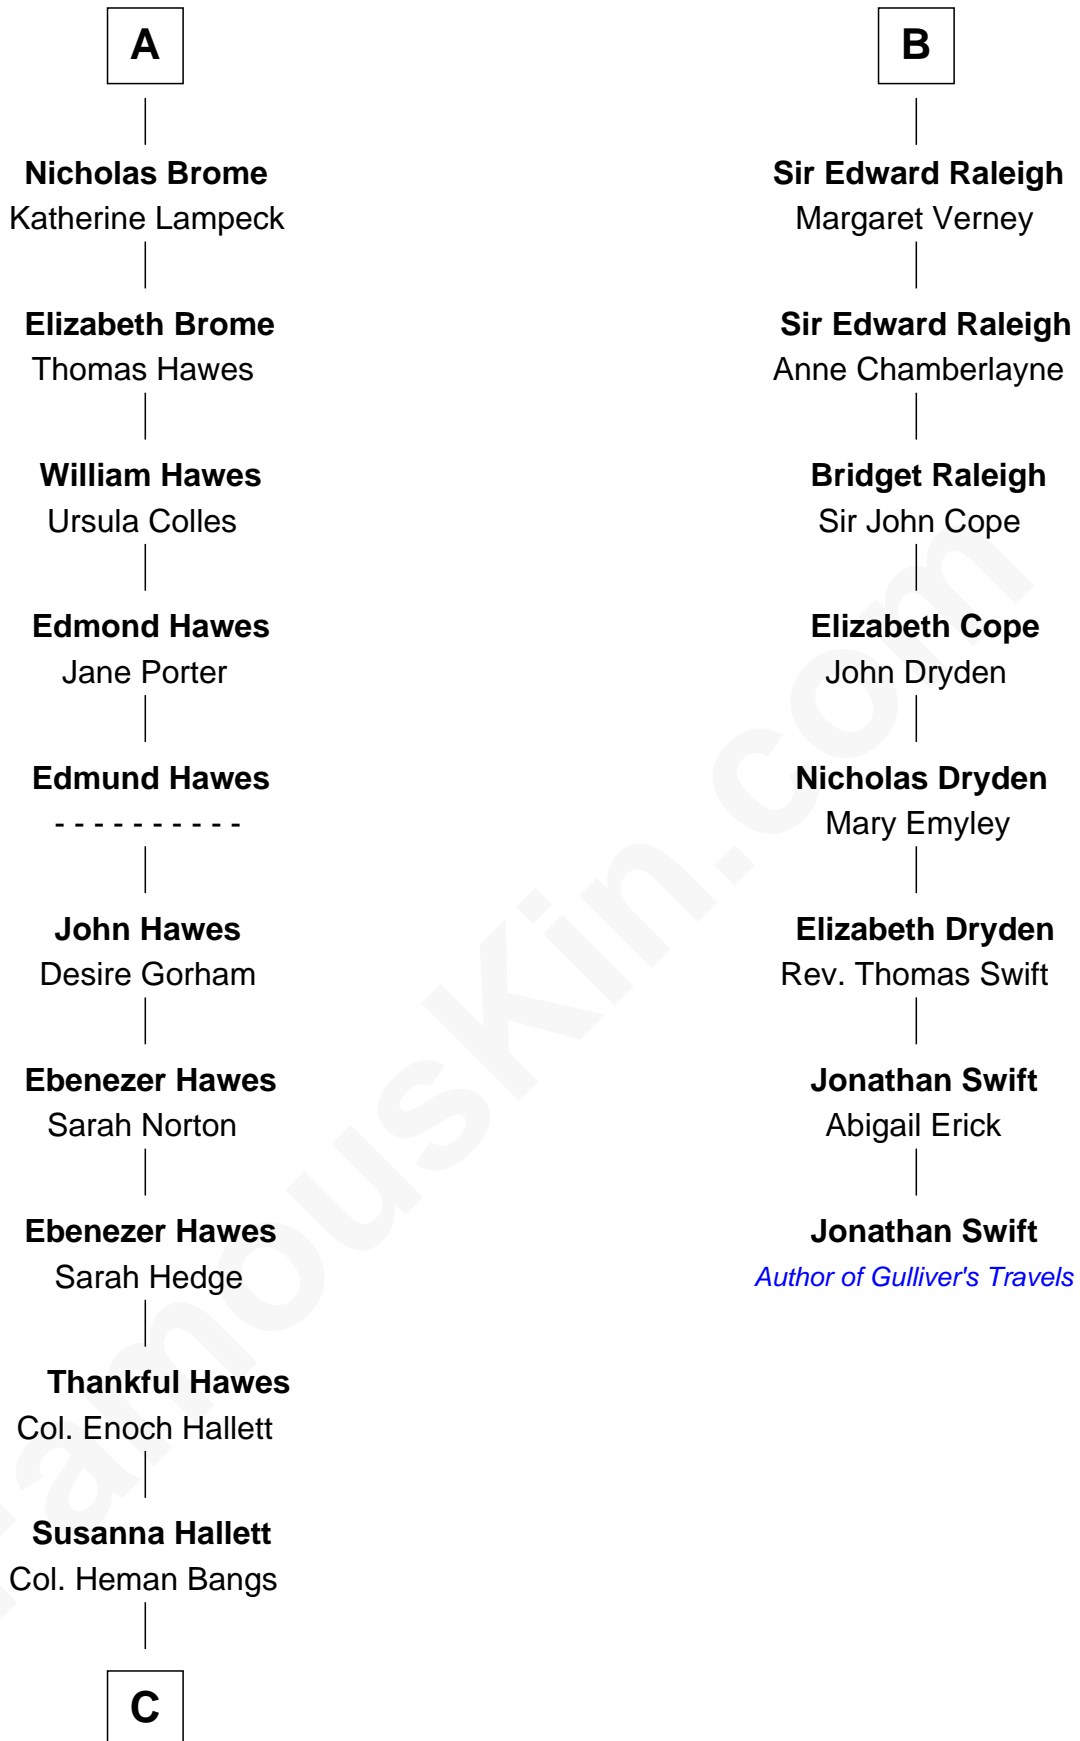 A
Nicholas Brome
Katherine Lampeck
Elizabeth Brome
Thomas Hawes
William Hawes
Ursula Colles
Edmond Hawes
Jane Porter
Edmund Hawes
- - - - - - - - - -
John Hawes
Desire Gorham
Ebenezer Hawes
Sarah Norton
Ebenezer Hawes
Sarah Hedge
Thankful Hawes
Col. Enoch Hallett
Susanna Hallett
Col. Heman Bangs
C
B
Sir Edward Raleigh
Margaret Verney
Sir Edward Raleigh
Anne Chamberlayne
Bridget Raleigh
Sir John Cope
Elizabeth Cope
John Dryden
Nicholas Dryden
Mary Emyley
Elizabeth Dryden
Rev. Thomas Swift
Jonathan Swift
Abigail Erick
Jonathan Swift
Author of Gulliver's Travels
FamousKin.com